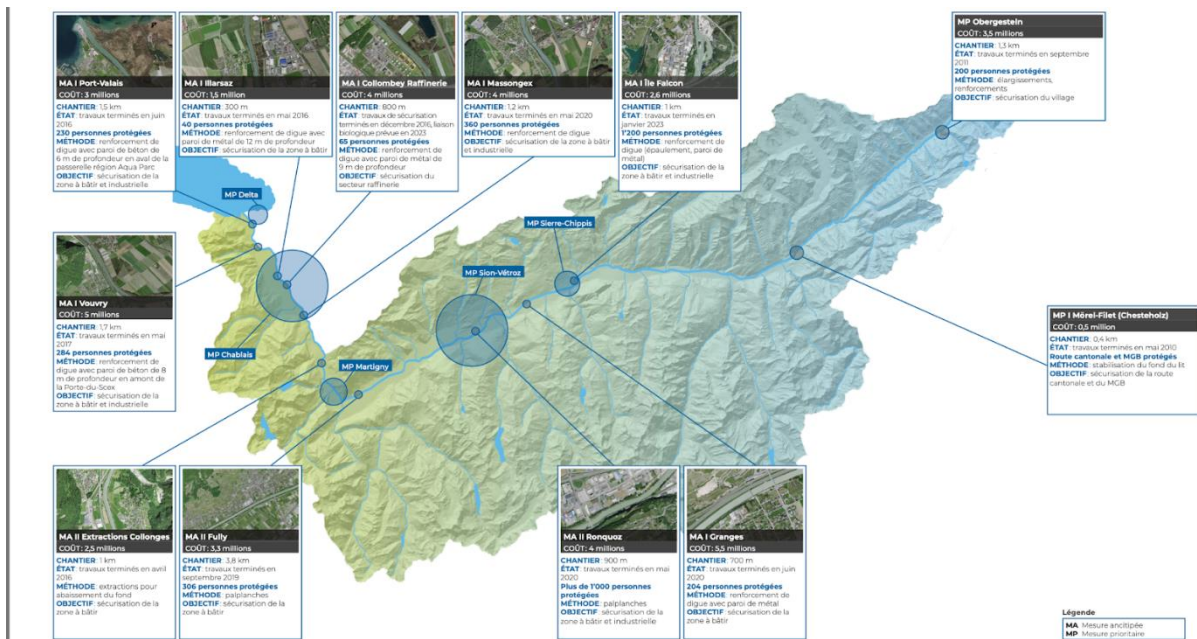 MA I Port-Valais
COÛT: 3 millions
CHANTIER: 1,5 km
ÉTAT: travaux terminés en juin
2016
230 personnes protégées
MÉTHODE: renforcement de
digue avec paroi de béton de
6 m de profondeur en aval de la
passerelle région Aqua Parc
OBJECTIF: sécurisation de la
zone à bâtir et industrielle
MA I Illarsaz
COÛT: 1,5 million
CHANTIER: 300 m
ÉTAT: travaux terminés en mai 2016
40 personnes protégées
MÉTHODE: renforcement de digue avec
paroi de métal de 12 m de profondeur
OBJECTIF: sécurisation de la zone à bâtir
MA I Collombey Raffinerie
COÛT: 4 millions
CHANTIER: 800 m
ÉTAT: travaux de sécurisation
terminés en décembre 2016, liaison
biologique prévue en 2023
65 personnes protégées
MÉTHODE: renforcement de
digue avec paroi de métal de
9 m de profondeur
OBJECTIF: sécurisation du
secteur raffinerie
MA I Massongex
COÛT: 4 millions
CHANTIER: 1,2 km
ÉTAT: travaux terminés en mai 2020
360 personnes protégées
MÉTHODE: renforcement de digue
OBJECTIF: sécurisation de la zone à bâtir
et industrielle
MA I Île Falcon
COÛT: 2,6 millions
CHANTIER: 1 km
ÉTAT: travaux terminés en
janvier 2023
1'200 personnes protégées
MÉTHODE: renforcement de
digue (épaulement, paroi de
métal)
OBJECTIF: sécurisation de la
zone à bâtir et industrielle
MP Obergestein
COÛT: 3,5 millions
CHANTIER: 1,3 km
ÉTAT: travaux terminés en septembre
2011
200 personnes protégées
MÉTHODE: élargissements,
renforcements
OBJECTIF: sécurisation du village
MP Delta
MP Sierre-Chippis
MP Sion-Vétroz
MP Chablais
MP Martigny
MA I Vouvry
COÛT: 5 millions
CHANTIER: 1,7 km
ÉTAT: travaux terminés en mai
2017
284 personnes protégées
MÉTHODE: renforcement de
digue avec paroi de béton de 8
m de profondeur en amont de
la Porte-du-Scex
OBJECTIF: sécurisation de la
zone à bâtir et industrielle
MP I Mérel-Filet (Chesteholz)
COÛT: 0,5 million
CHANTIER: 0,4 km
ÉTAT: travaux terminés en mai 2010
Route cantonale et MGB protégés
MÉTHODE: stabilisation du fond du lit
OBJECTIF: sécurisation de la route
cantonale et du MGB
MA II Extractions Collonges
COÛT: 2,5 millions
CHANTIER: 1 km
ÉTAT: travaux terminés en avril
2016
MÉTHODE: extractions pour
abaissement du fond
OBJECTIF: sécurisation de la
zone à bâtir
MA II Fully
COÛT: 3,3 millions
CHANTIER: 3,8 km
ÉTAT: travaux terminés en
septembre 2019
306 personnes protégées
MÉTHODE: palplanches
OBJECTIF: sécurisation de la
zone à bâtir
MA II Ronquoz
COÛT: 4 millions
CHANTIER: 900 m
ÉTAT: travaux terminés en mai
2020
Plus de 1'000 personnes
protégées
MÉTHODE: palplanches
OBJECTIF: sécurisation de la
zone à bâtir et industrielle
MA I Granges
COÛT: 5,5 millions
CHANTIER: 700 m
ÉTAT: travaux terminés en juin
2020
204 personnes protégées
MÉTHODE: renforcement de
digue avec paroi de métal
OBJECTIF: sécurisation de la
zone à bâtir
Légende
MA Mesure anticipée
MP Mesure prioritaire